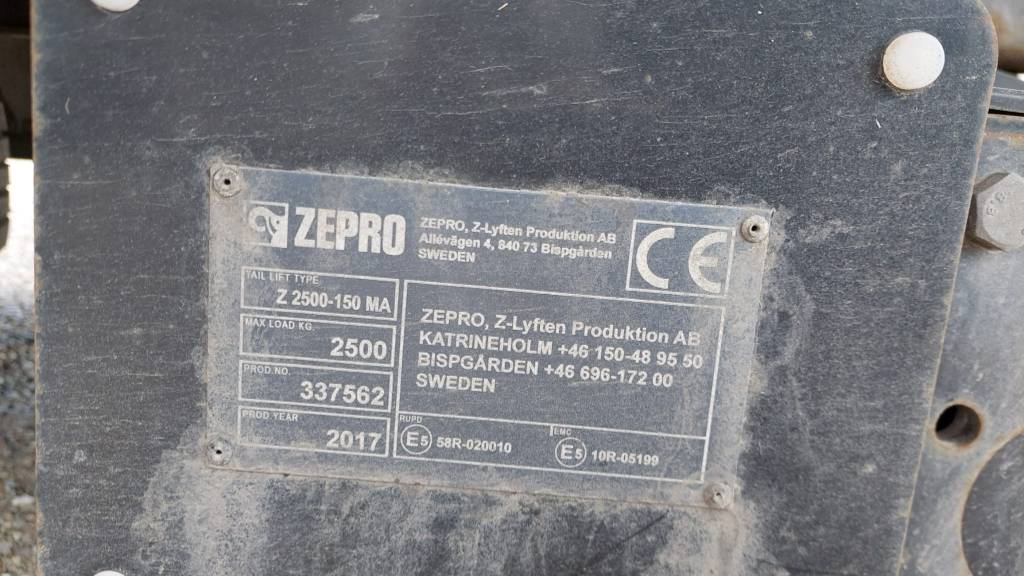 ZEPRO
ZEPRO, Z-Lyften Produktion AB
Allévägen 4, 840 73 Bispgården
SWEDEN
CE
TAIL LIFT TYPE
Z 2500-150 MA
MAX LOAD KG.
2500
PROD.NO.
337562
PROD YEAR
2017
ZEPRO, Z-Lyften Produktion AB
KATRINEHOLM +46 150-48 95 50
BISPGÅRDEN +46 696-172 00
SWEDEN
RUPD
E5 58R-020010
EMC
E5 10R-05199